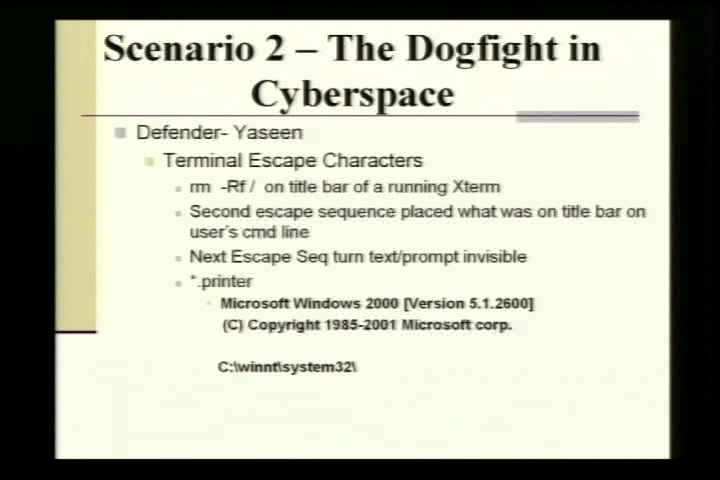 Scenario 2 – The Dogfight in
Cyberspace
Defender- Yaseen
Terminal Escape Characters
rm -Rf / on title bar of a running Xterm
Second escape sequence placed what was on title bar on
user's cmd line
Next Escape Seq turn text/prompt invisible
*.printer
Microsoft Windows 2000 [Version 5.1.2600]
(C) Copyright 1985-2001 Microsoft corp.
C:\winnt\system32\